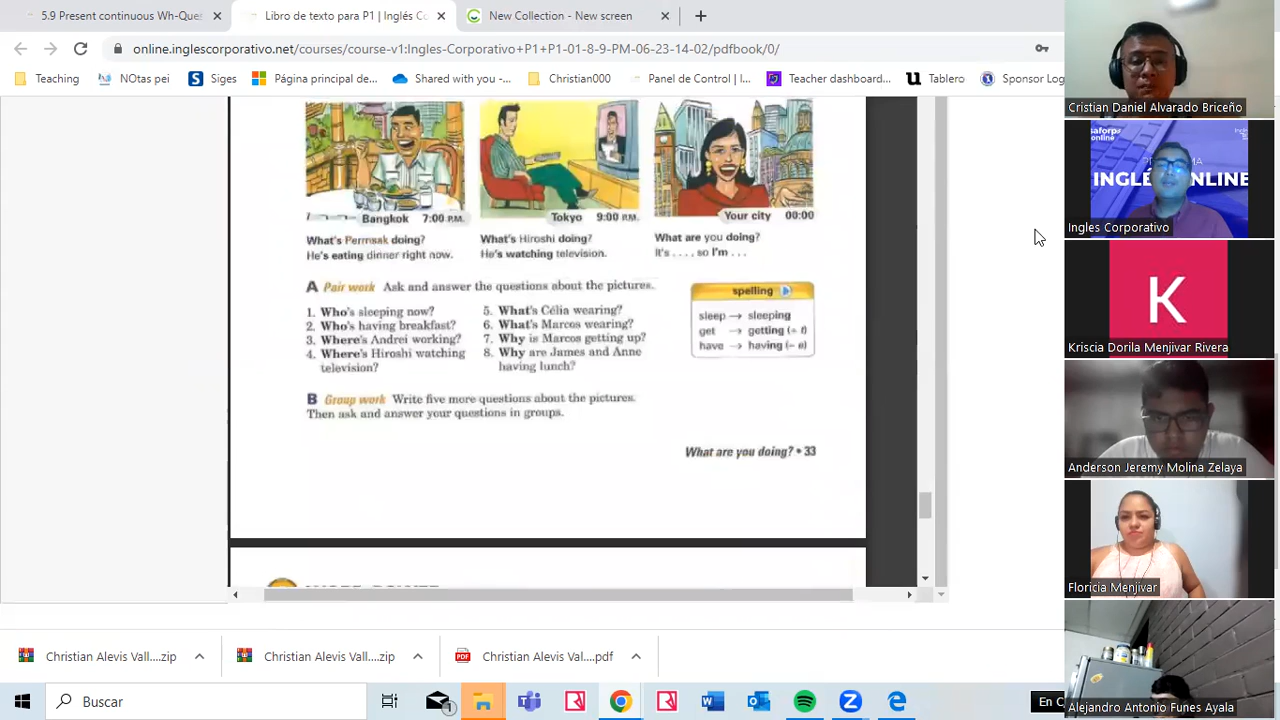 5.9 Present continuous Wh-Ques
Libro de texto para P1 | Inglés Co
New Collection - New screen
online.inglescorporativo.net/courses/course-v1:Ingles-Corporativo+P1+P1-01-8-9-PM-06-23-14-02/pdfbook/0/
Teaching
NOtas pei
Siges
Página principal de...
Shared with you -...
Christian000
Panel de Control | I...
Teacher dashboard...
Tablero
Sponsor Log
Bangkok 7:00 P.M.
Tokyo 9:00 P.M.
Your city 00:00
What's Permsak doing?
He's eating dinner right now.
What's Hiroshi doing?
He's watching television.
What are you doing?
It's . . . . so I'm . . .
A Pair work Ask and answer the questions about the pictures.
1. Who's sleeping now?
2. Who's having breakfast?
3. Where's Andrei working?
4. Where's Hiroshi watching
television?
5. What's Célia wearing?
6. What's Marcos wearing?
7. Why is Marcos getting up?
8. Why are James and Anne
having lunch?
spelling
sleep → sleeping
get → getting (+ t)
have → having (– e)
B Group work Write five more questions about the pictures.
Then ask and answer your questions in groups.
What are you doing? • 33
Christian Alevis Vall....zip
Christian Alevis Vall....zip
Christian Alevis Val....pdf
Buscar
1
En C
Cristian Daniel Alvarado Briceño
INGLÉ
NLINE
Ingles Corporativo
K
Kriscia Dorila Menjivar Rivera
Anderson Jeremy Molina Zelaya
Floricia Menjivar
Alejandro Antonio Funes Ayala